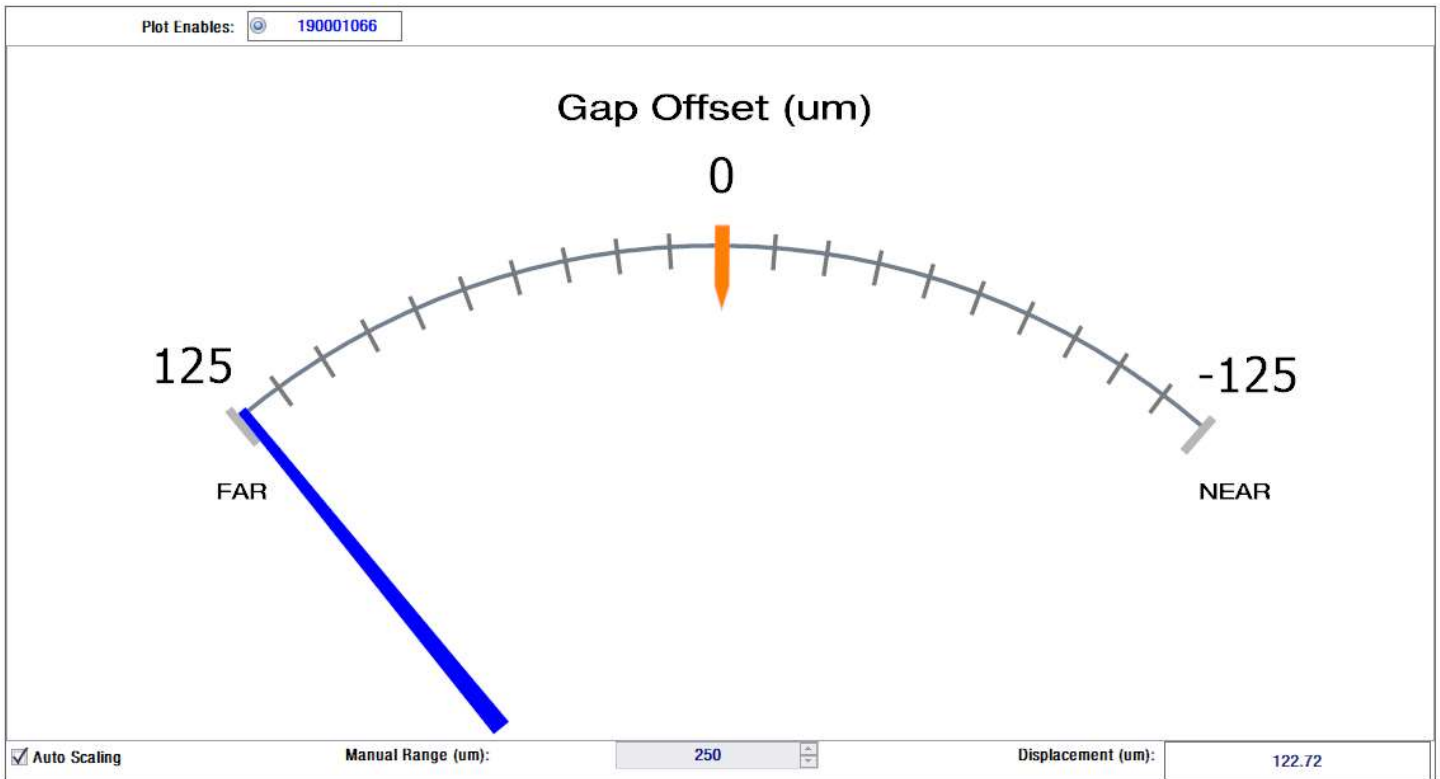 Plot Enables: 190001066
Gap Offset (um)
0
125
-125
FAR
NEAR
Auto Scaling Manual Range (um): 250 Displacement (um): 122.72